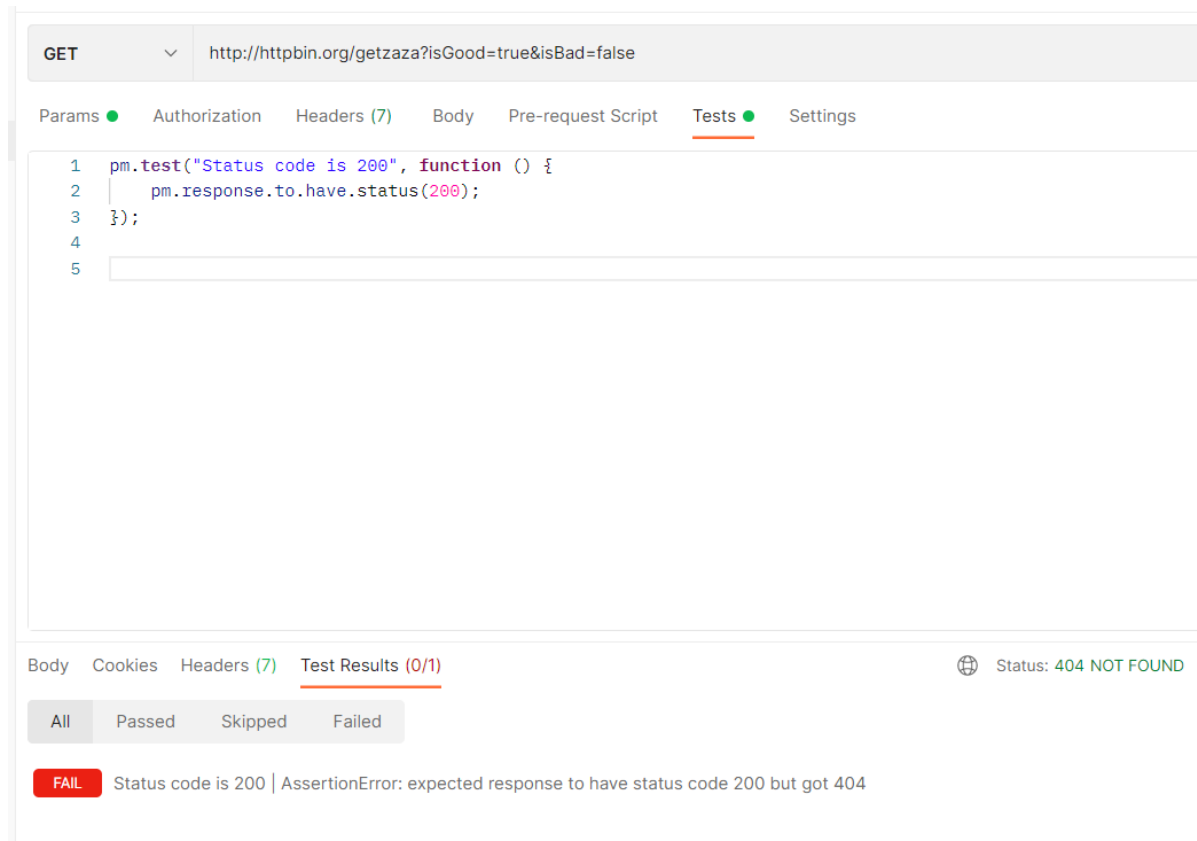 GET http://httpbin.org/getzaza?isGood=true&isBad=false
Params Authorization Headers (7) Body Pre-request Script Tests Settings
1 pm.test("Status code is 200", function () {
2 pm.response.to.have.status(200);
3 });
4
5
Body Cookies Headers (7) Test Results (0/1) Status: 404 NOT FOUND
All Passed Skipped Failed
FAIL Status code is 200 | AssertionError: expected response to have status code 200 but got 404